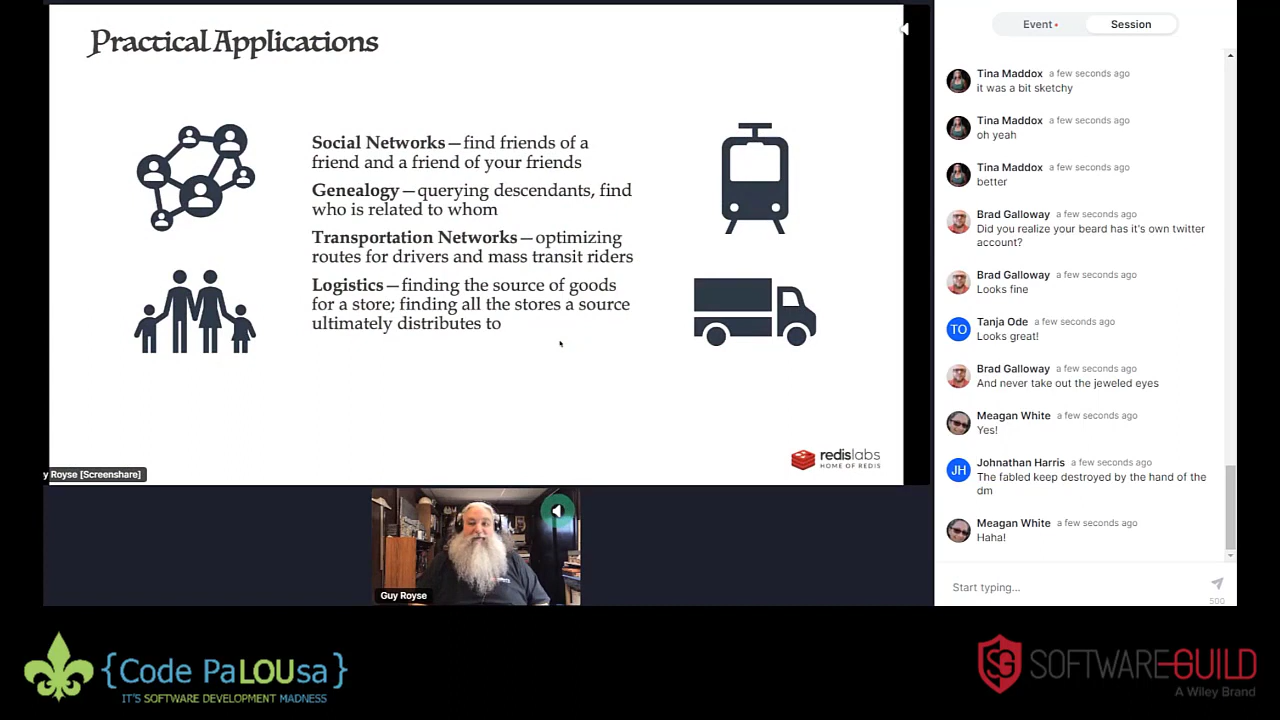 Practical Applications
Social Networks—find friends of a
friend and a friend of your friends
Genealogy—querying descendants, find
who is related to whom
Transportation Networks—optimizing
routes for drivers and mass transit riders
Logistics—finding the source of goods
for a store; finding all the stores a source
ultimately distributes to
redislabs
HOME OF REDIS
y Royse [Screenshare]
Guy Royse
Event
Session
Tina Maddox a few seconds ago
it was a bit sketchy
Tina Maddox a few seconds ago
oh yeah
Tina Maddox a few seconds ago
better
Brad Galloway a few seconds ago
Did you realize your beard has it's own twitter
account?
Brad Galloway a few seconds ago
Looks fine
TO
Tanja Ode a few seconds ago
Looks great!
Brad Galloway a few seconds ago
And never take out the jeweled eyes
Meagan White a few seconds ago
Yes!
JH
Johnathan Harris a few seconds ago
The fabled keep destroyed by the hand of the
dm
Meagan White a few seconds ago
Haha!
Start typing...
500
{Code PaLOUsa}
IT'S SOFTWARE DEVELOPMENT MADNESS
SG
SOFTWARE GUILD
A Wiley Brand